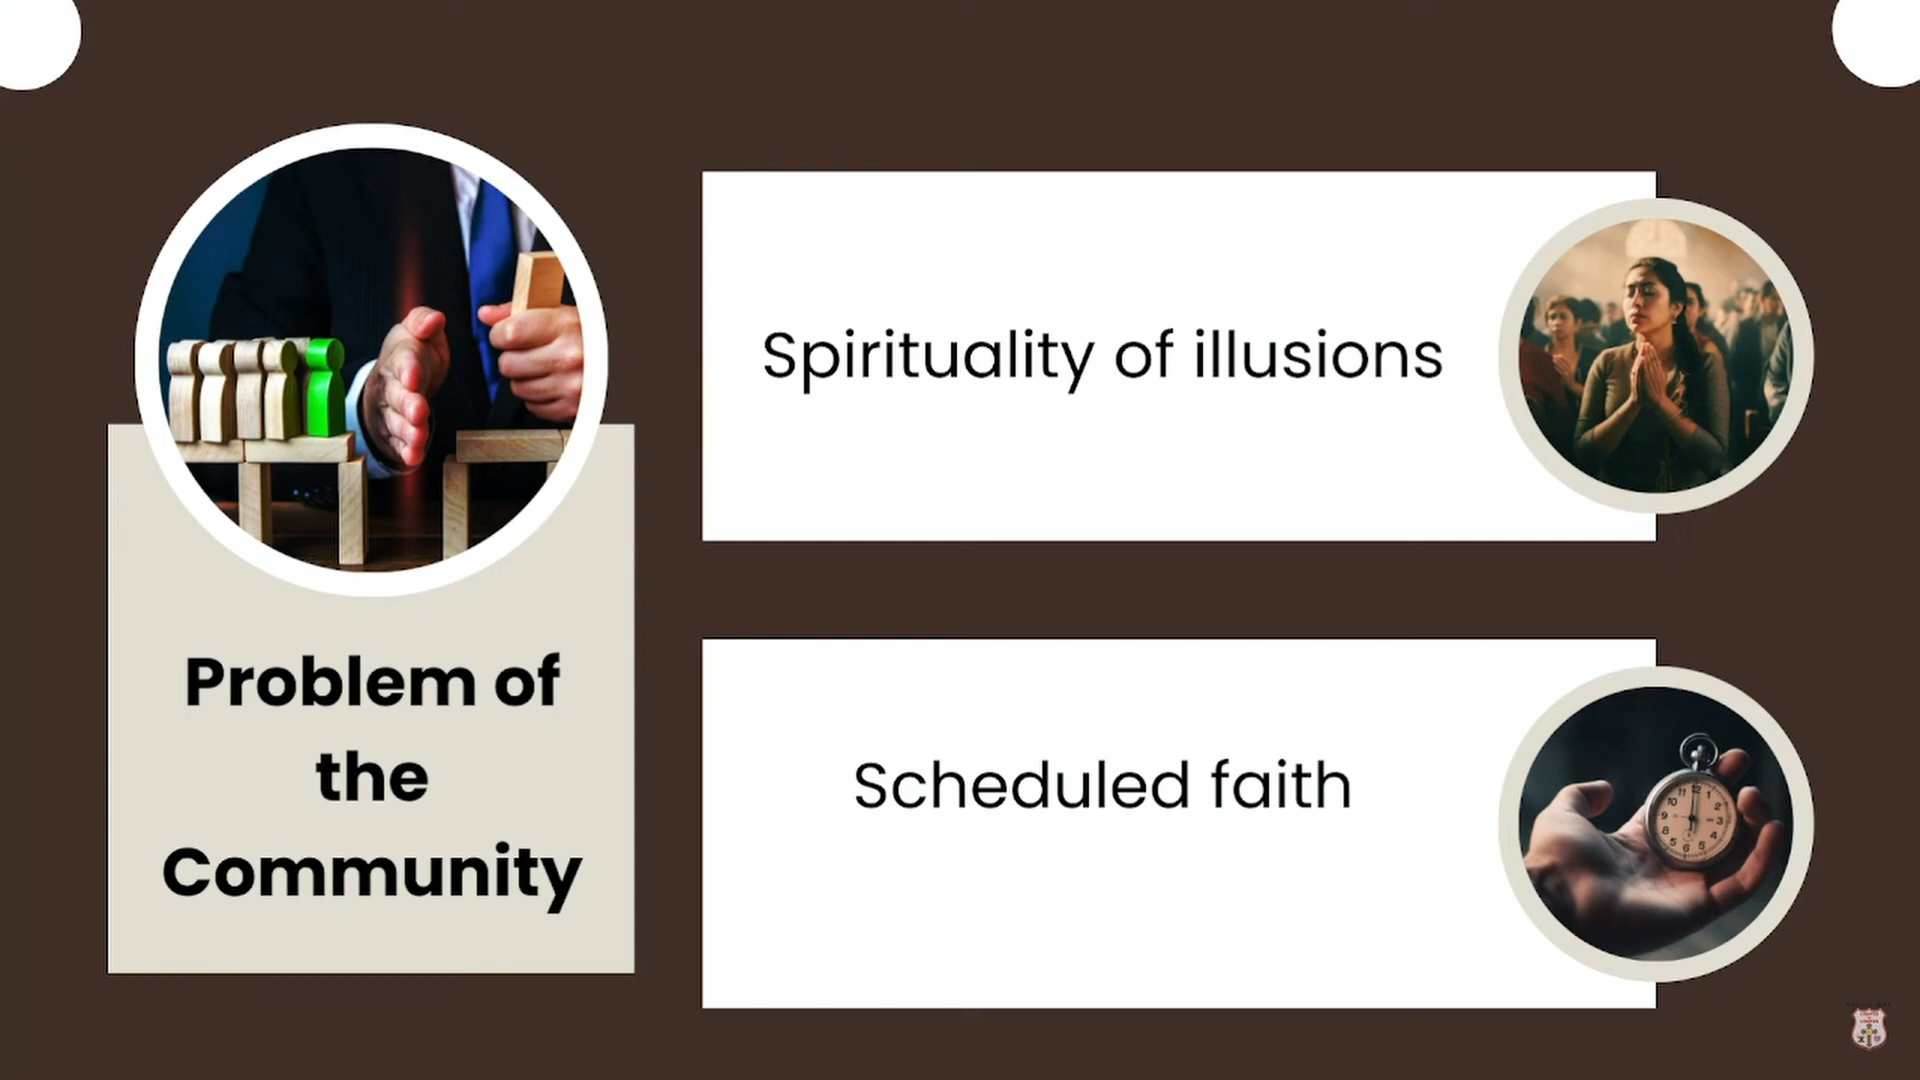 Problem of
the
Community
Spirituality of illusions
Scheduled faith